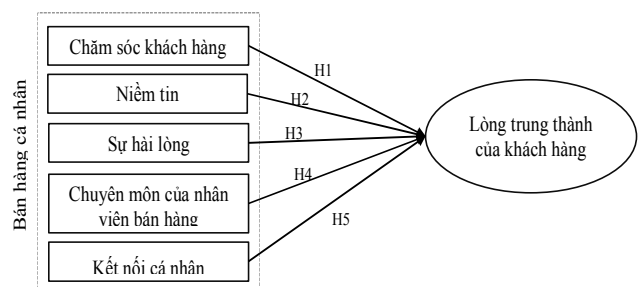 Bán hàng cá nhân
Chăm sóc khách hàng
Niềm tin
Sự hài lòng
Chuyên môn của nhân
viên bán hàng
Kết nối cá nhân
H1
H2
H3
H4
H5
Lòng trung thành
của khách hàng